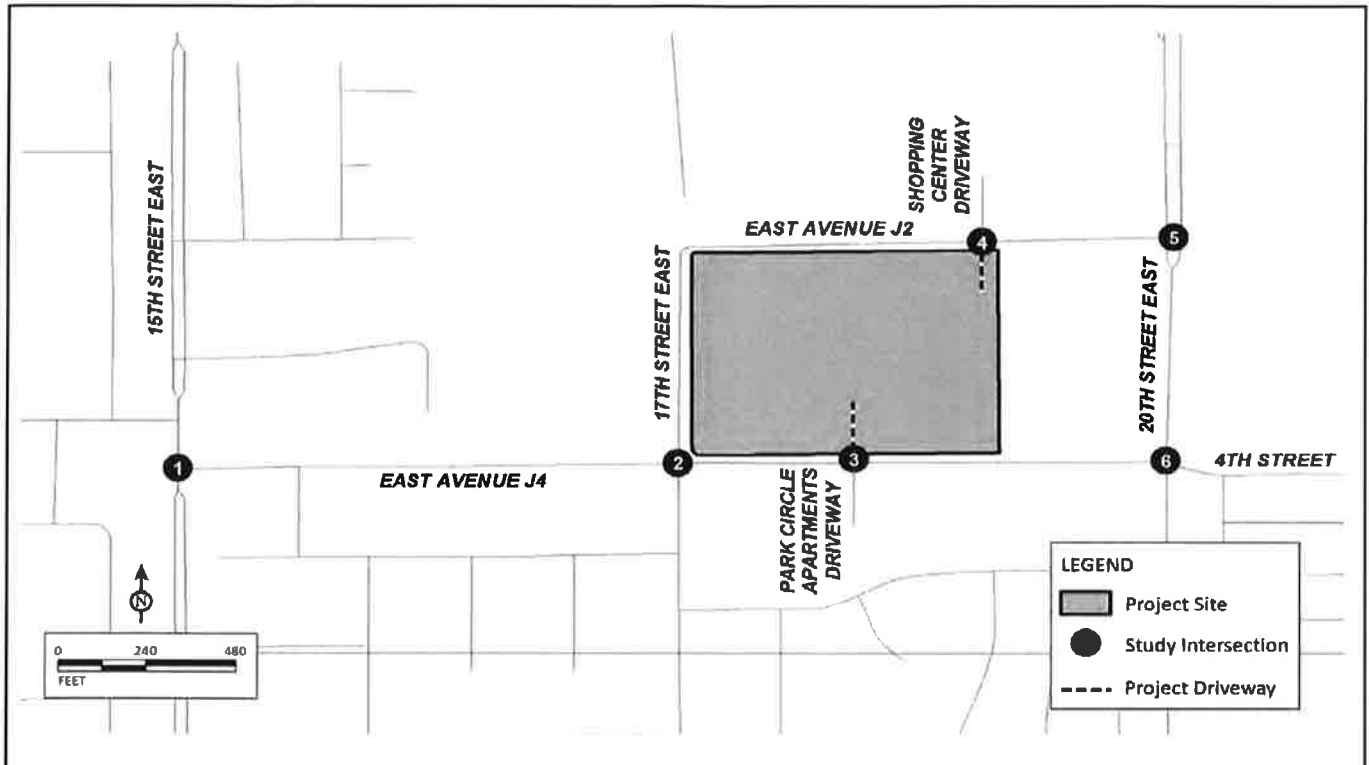 SHOPPING
CENTER
DRIVEWAY
15TH STREET EAST
EAST AVENUE J2
4
5
17TH STREET EAST
20TH STREET EAST
1
2
3
6
4TH STREET
EAST AVENUE J4
PARK CIRCLE
APARTMENTS
DRIVEWAY
N
0 240 480
FEET
LEGEND
Project Site
Study Intersection
Project Driveway